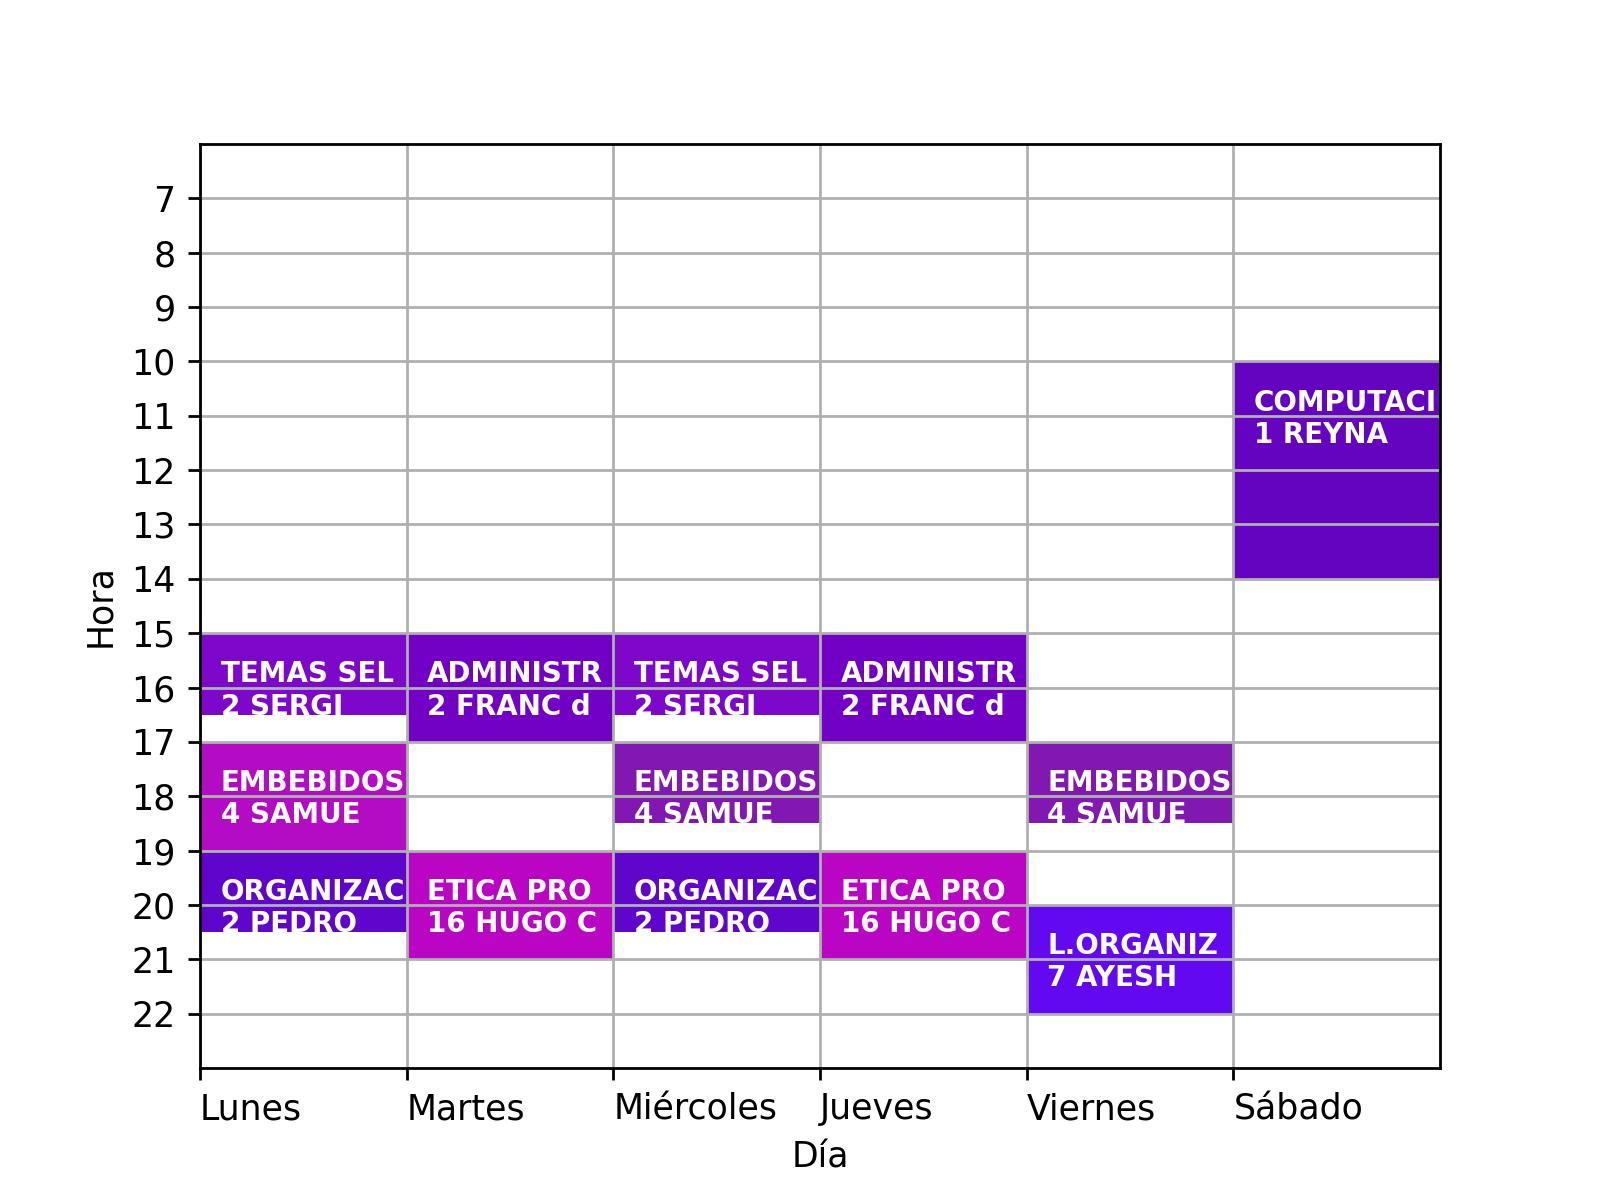 7
8
9
10
11
12
13
14
15
16
17
18
19
20
21
22
Hora
COMPUTACI
1 REYNA
TEMAS SEL
2 SERGI
ADMINISTR
2 FRANC d
TEMAS SEL
2 SERGI
ADMINISTR
2 FRANC d
EMBEBIDOS
4 SAMUE
EMBEBIDOS
4 SAMUE
EMBEBIDOS
4 SAMUE
ORGANIZAC
2 PEDRO
ETICA PRO
16 HUGO C
ORGANIZAC
2 PEDRO
ETICA PRO
16 HUGO C
L.ORGANIZ
7 AYESH
Lunes
Martes
Miércoles
Jueves
Viernes
Sábado
Día